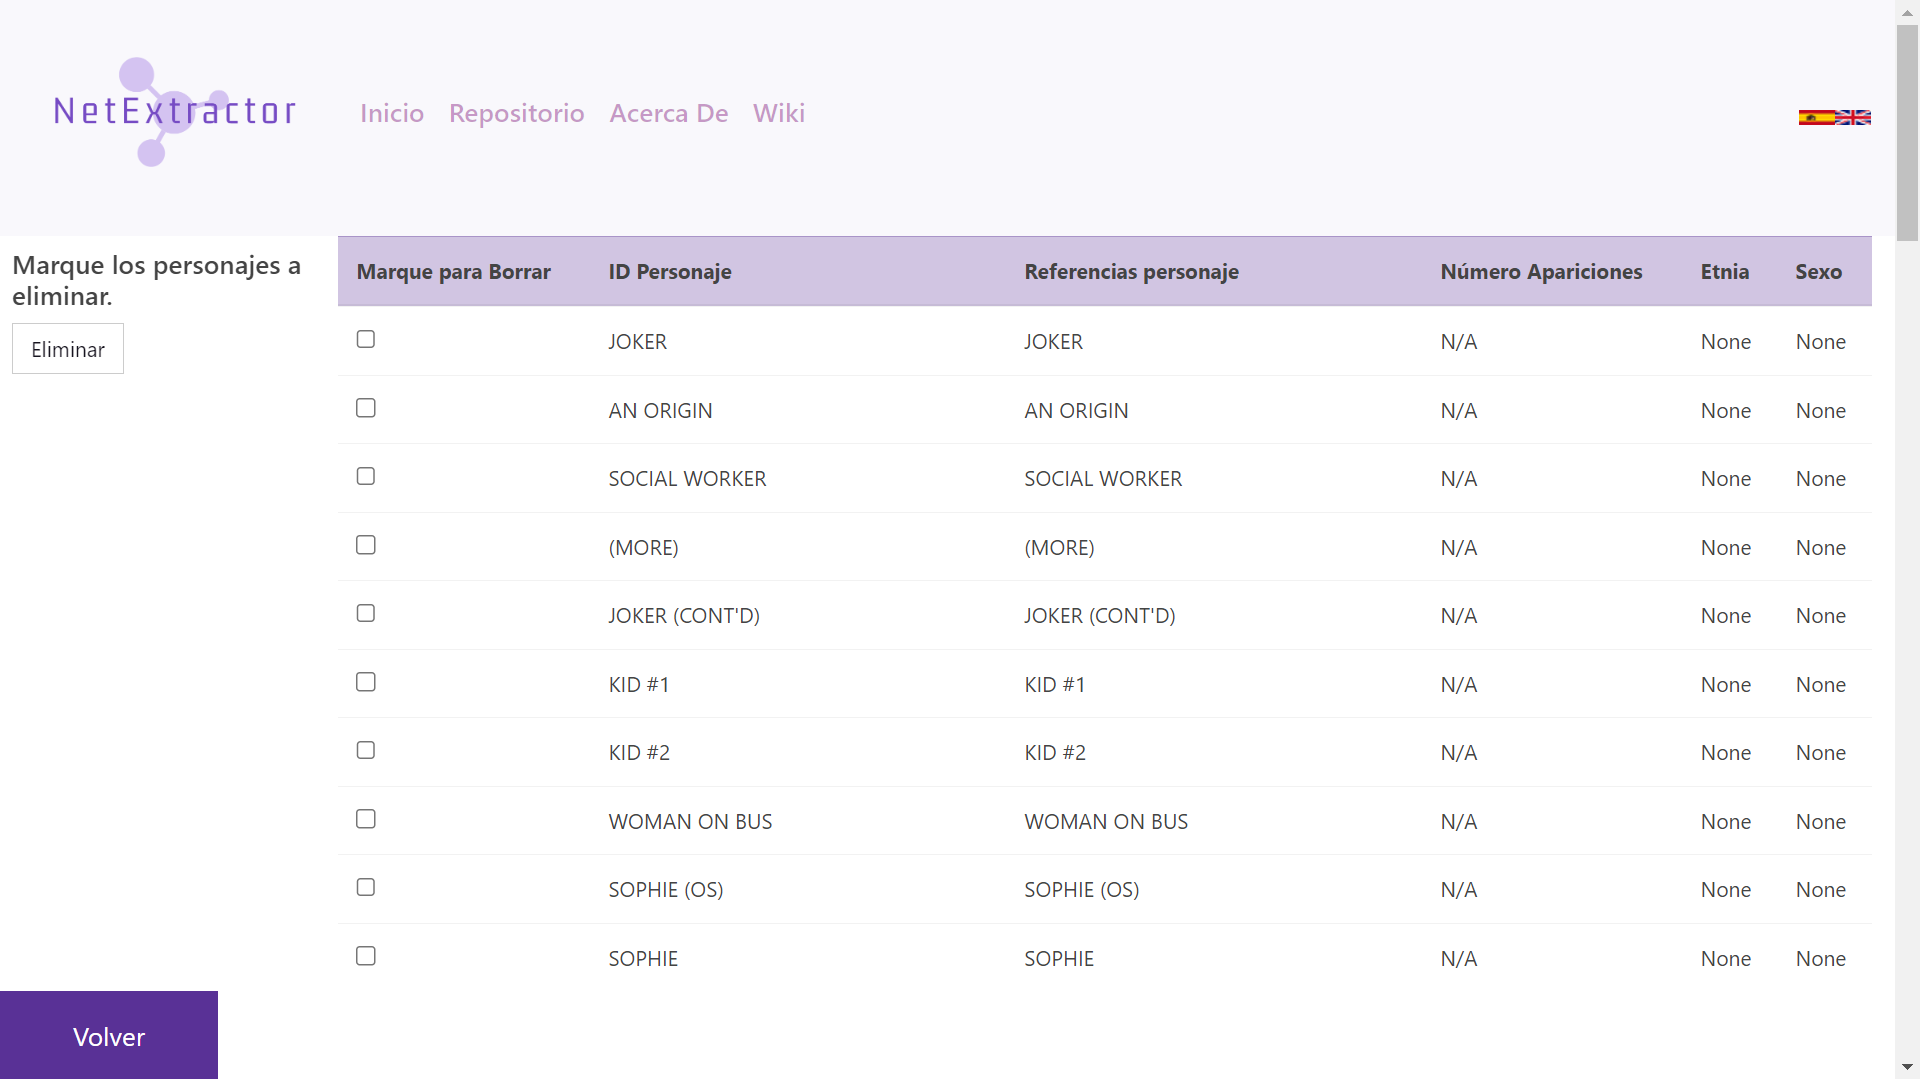 NetExtractor
Inicio Repositorio Acerca De Wiki
Marque los personajes a
eliminar.
Eliminar
Marque para Borrar ID Personaje Referencias personaje Número Apariciones Etnia Sexo
JOKER JOKER N/A None None
AN ORIGIN AN ORIGIN N/A None None
SOCIAL WORKER SOCIAL WORKER N/A None None
(MORE) (MORE) N/A None None
JOKER (CONT'D) JOKER (CONT'D) N/A None None
KID #1 KID #1 N/A None None
KID #2 KID #2 N/A None None
WOMAN ON BUS WOMAN ON BUS N/A None None
SOPHIE (OS) SOPHIE (OS) N/A None None
SOPHIE SOPHIE N/A None None
Volver